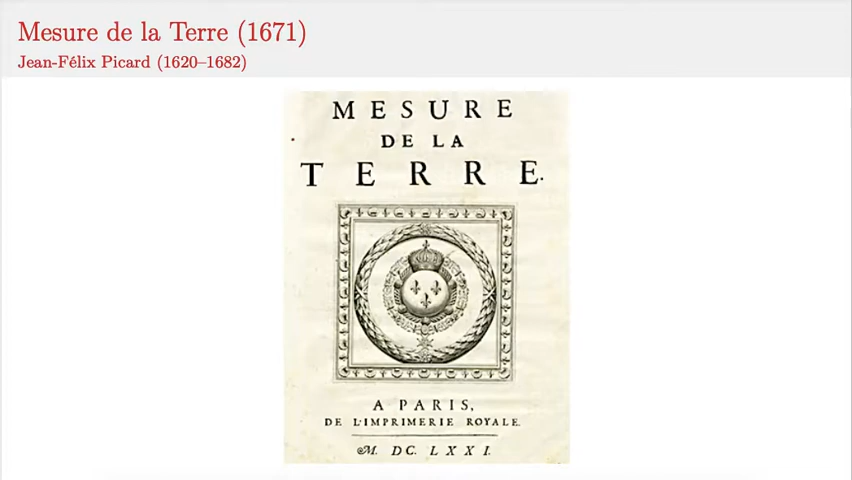 Mesure de la Terre (1671)
Jean-Félix Picard (1620–1682)
MESURE
DE LA
TERRE.
A PARIS,
DE L'IMPRIMERIE ROYALE.
M. DC. LXXI.